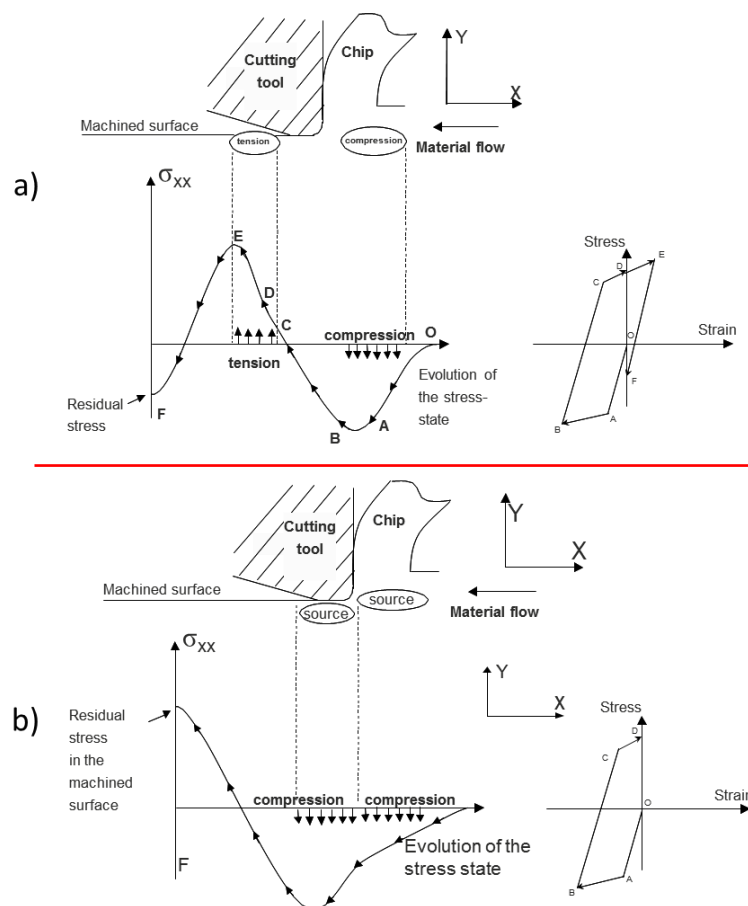 Cutting
tool
Chip
Y
X
Machined surface
tension
compression
Material flow
a)
σXX
E
D
C
O
compression
tension
Evolution of
the stress-
state
B
A
Residual
stress
F
Stress
E
D
C
O
Strain
F
A
B
Cutting
tool
Chip
Y
X
Machined surface
source
source
Material flow
σXX
Y
X
b)
Residual
stress
in the
machined
surface
compression
compression
Evolution of the
stress state
F
Stress
D
C
Strain
O
A
B